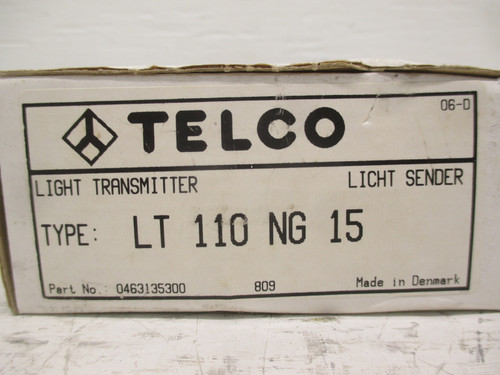 06-D
TELCO
LIGHT TRANSMITTER LICHT SENDER
TYPE: LT 110 NG 15
Part No.: 0463135300 809 Made in Denmark